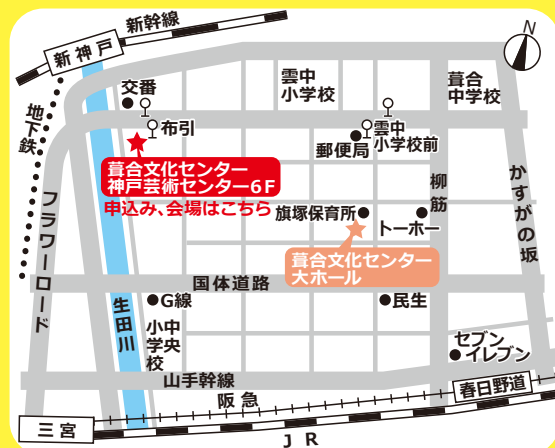 新幹線
新神戸
N
交番
雲中
小学校
葺合
中学校
布引
雲中
小学校前
郵便局
地下鉄
葺合文化センター
神戸芸術センター6F
申込み、会場はこちら
フラワーロード
柳筋
かすがの坂
旗塚保育所
トーホー
葺合文化センター
大ホール
国体道路
生田川
G線
民生
中央
小学校
セブン
イレブン
山手幹線
阪急
春日野道
三宮
JR